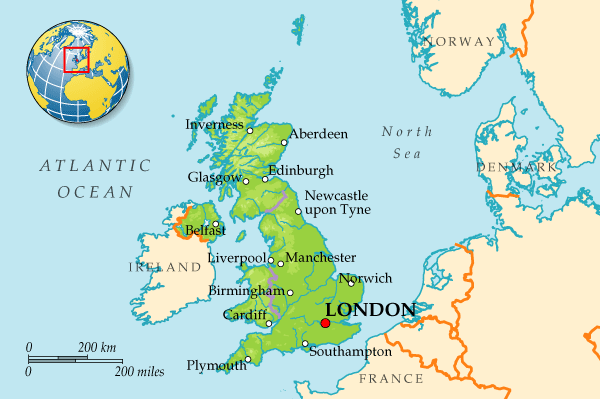 NORWAY
Inverness
Aberdeen
North
Sea
ATLANTIC
OCEAN
Glasgow
Edinburgh
DENMARK
Newcastle
upon Tyne
Belfast
IRELAND
Liverpool
Manchester
Norwich
Birmingham
LONDON
Cardiff
Southampton
Plymouth
0 200 km
0 200 miles
FRANCE